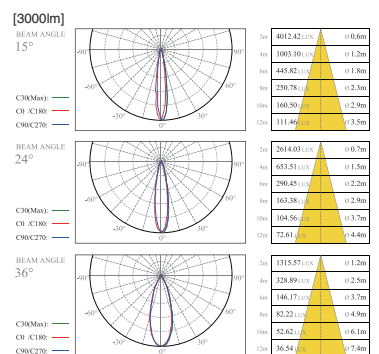 [3000lm]
BEAM ANGLE
15°
C30(Max):
C0 /C180:
C90/C270:
-90° 90°
-60° 60°
-30° 0° 30°
2m 4012.42 LUX Ø 0.6m
4m 1003.10 LUX Ø 1.2m
6m 445.82 LUX Ø 1.8m
8m 250.78 LUX Ø 2.3m
10m 160.50 LUX Ø 2.9m
12m 111.46 LUX Ø 3.5m
BEAM ANGLE
24°
C30(Max):
C0 /C180:
C90/C270:
-90° 90°
-60° 60°
-30° 0° 30°
2m 2614.03 LUX Ø 0.7m
4m 653.51 LUX Ø 1.5m
6m 290.45 LUX Ø 2.2m
8m 163.38 LUX Ø 2.9m
10m 104.56 LUX Ø 3.7m
12m 72.61 LUX Ø 4.4m
BEAM ANGLE
36°
C30(Max):
C0 /C180:
C90/C270:
-90° 90°
-60° 60°
-30° 0° 30°
2m 1315.57 LUX Ø 1.2m
4m 328.89 LUX Ø 2.5m
6m 146.17 LUX Ø 3.7m
8m 82.22 LUX Ø 4.9m
10m 52.62 LUX Ø 6.1m
12m 36.54 LUX Ø 7.4m